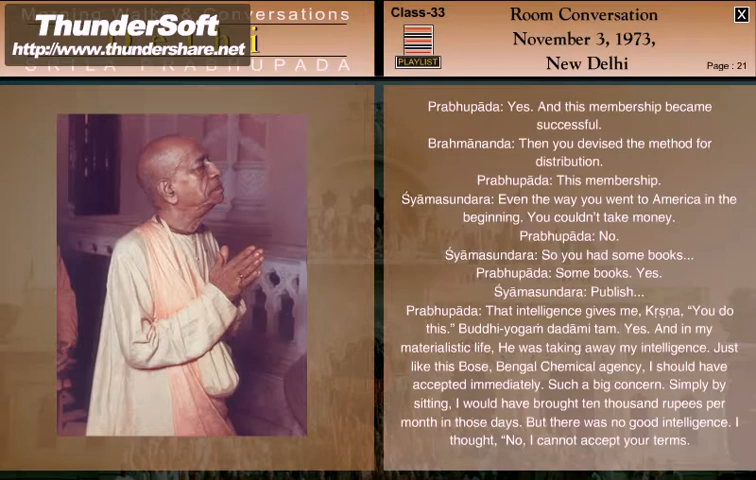 Morning Walks & Conversations
ThunderSoft
http://www.thundershare.net
SRILA PRABHUPADA
Class-33
PLAYLIST
Room Conversation
November 3, 1973,
New Delhi
X
Page : 21
Prabhupāda: Yes. And this membership became
successful.
Brahmānanda: Then you devised the method for
distribution.
Prabhupāda: This membership.
Śyāmasundara: Even the way you went to America in the
beginning. You couldn't take money.
Prabhupāda: No.
Śyāmasundara: So you had some books...
Prabhupāda: Some books. Yes.
Śyāmasundara: Publish...
Prabhupāda: That intelligence gives me, Kṛṣṇa, “You do
this.” Buddhi-yogaṁ dadāmi tam. Yes. And in my
materialistic life, He was taking away my intelligence. Just
like this Bose, Bengal Chemical agency, I should have
accepted immediately. Such a big concern. Simply by
sitting, I would have brought ten thousand rupees per
month in those days. But there was no good intelligence. I
thought, “No, I cannot accept your terms.